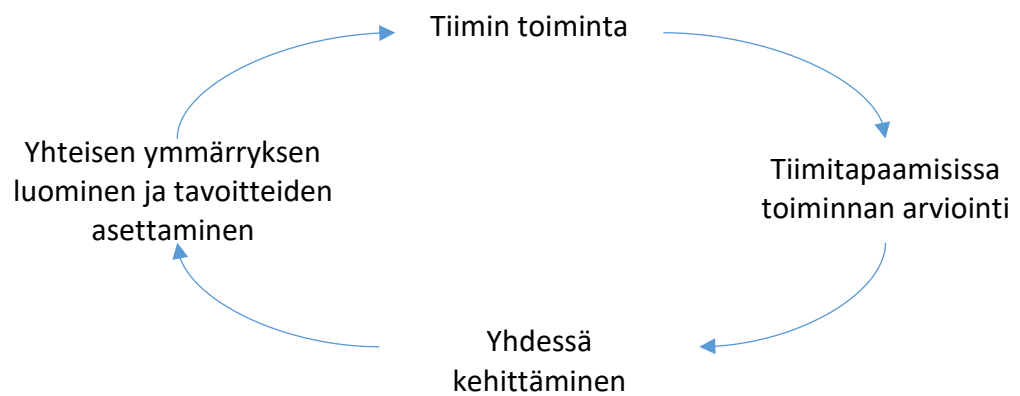 Tiimin toiminta
Tiimitapaamisissa
toiminnan arviointi
Yhdessä
kehittäminen
Yhteisen ymmärryksen
luominen ja tavoitteiden
asettaminen